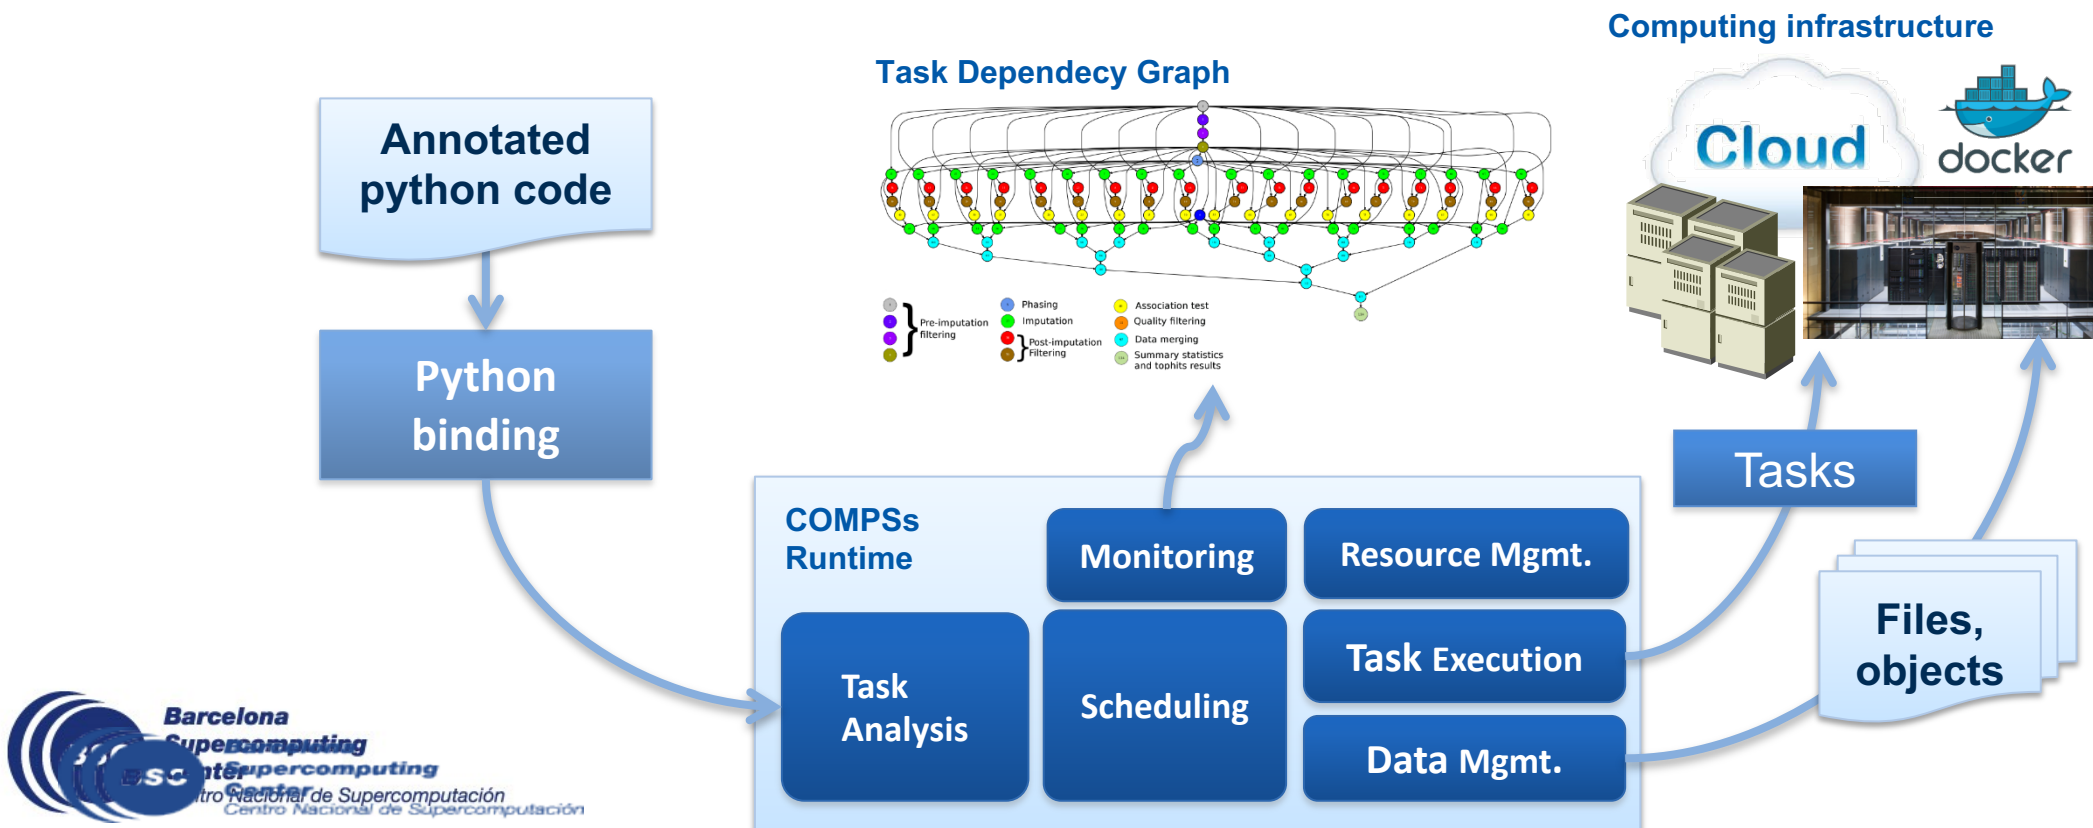 Computing infrastructure
Task Dependecy Graph
Cloud
docker
Annotated
python code
Pre-imputation
filtering
Phasing
Imputation
Post-imputation
Filtering
Association test
Quality filtering
Data merging
Summary statistics
and tophits results
Python
binding
Tasks
COMPSs
Runtime
Monitoring
Resource Mgmt.
Task
Analysis
Scheduling
Task Execution
Data Mgmt.
Files,
objects
Barcelona
Supercomputing
Supercomputing
Center
Centro Nacional de Supercomputación